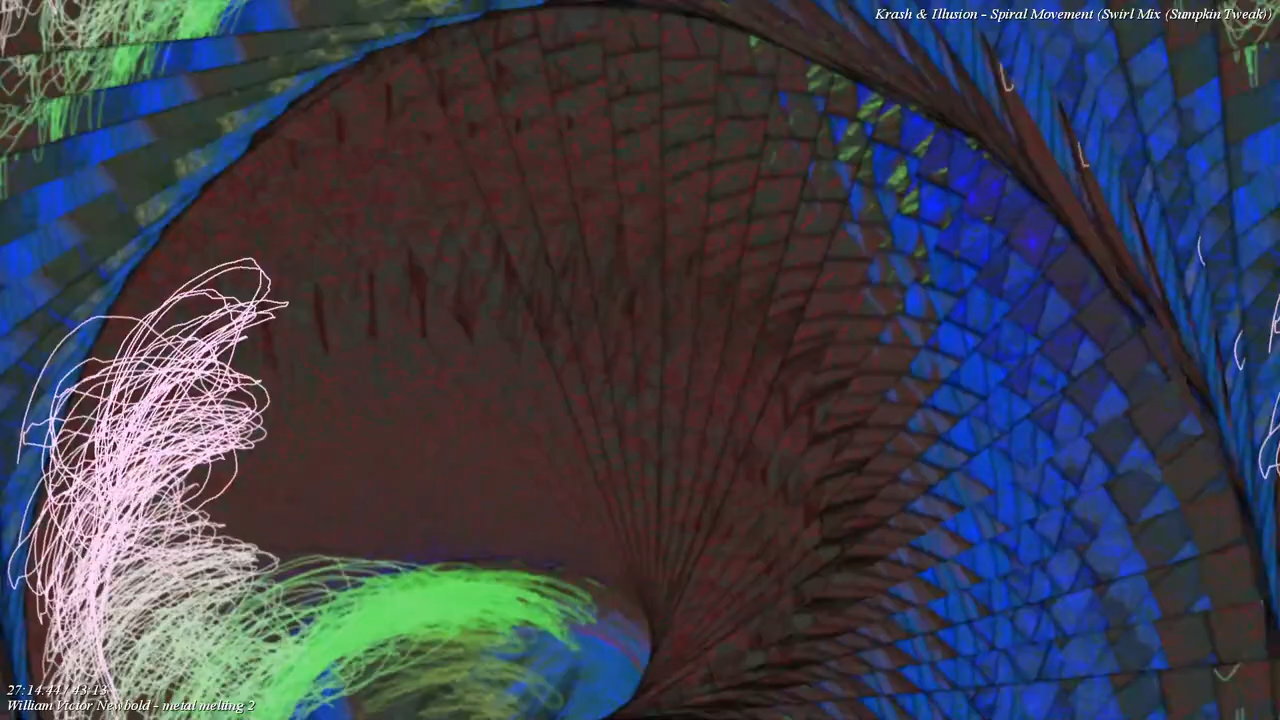 Krash & Illusion - Spiral Movement (Swirl Mix (Sumpkin Tweak))
27:14.44 / 43:13
William Victor Newbold - metal melting 2